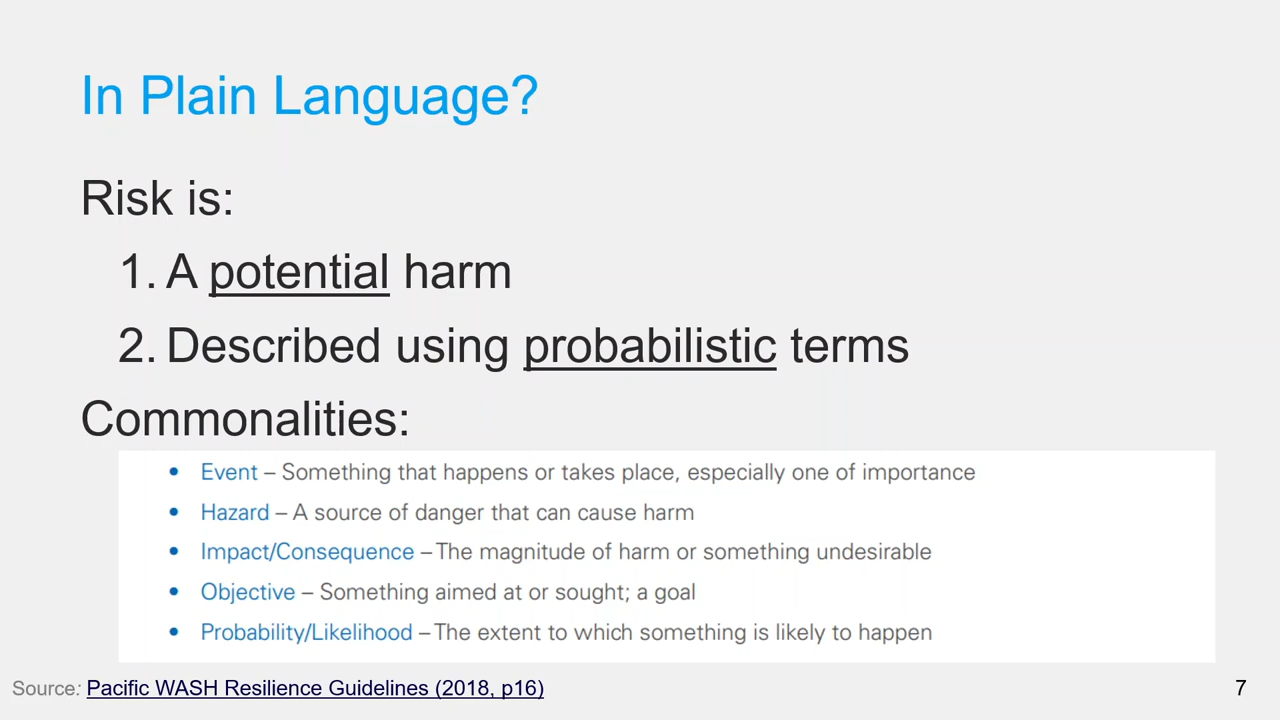 In Plain Language?
Risk is:
1. A potential harm
2. Described using probabilistic terms
Commonalities:
• Event – Something that happens or takes place, especially one of importance
• Hazard – A source of danger that can cause harm
• Impact/Consequence – The magnitude of harm or something undesirable
• Objective – Something aimed at or sought; a goal
• Probability/Likelihood – The extent to which something is likely to happen
Source: Pacific WASH Resilience Guidelines (2018, p16)
7